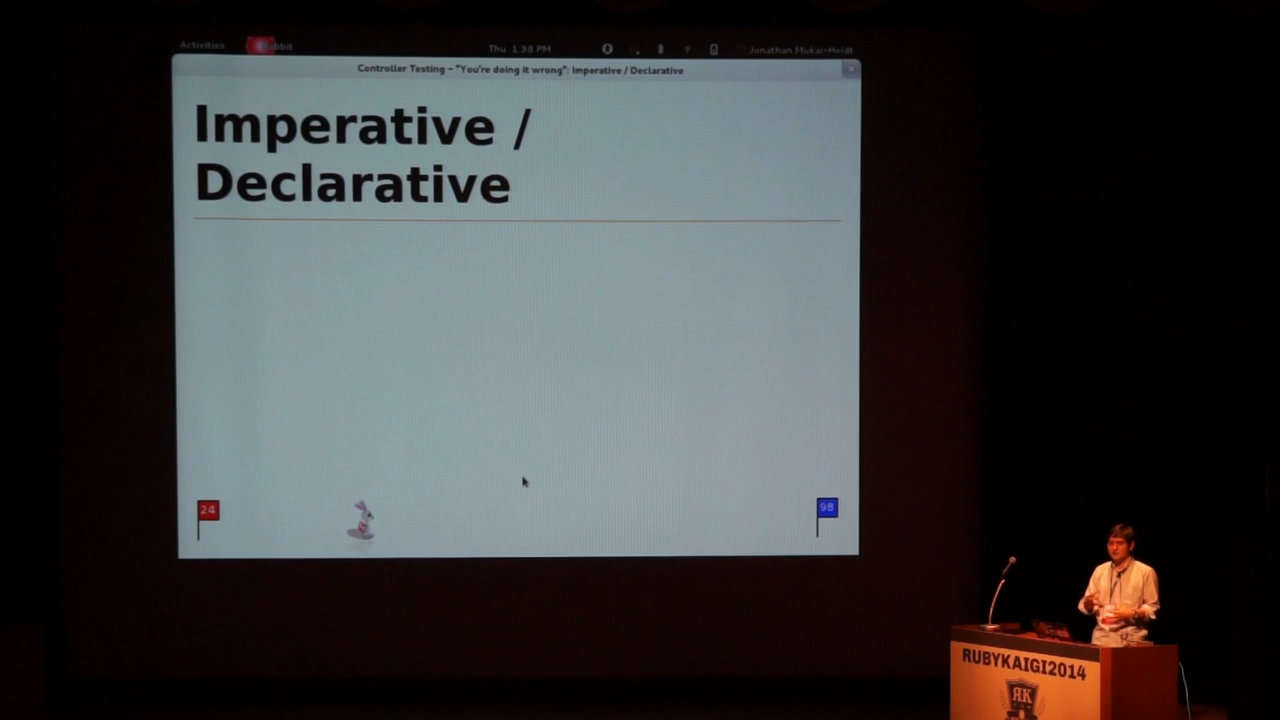 Activities
Thu 1:38 PM
Jonathan Mukai-Heidt
Controller Testing – "You're doing it wrong": Imperative / Declarative
Imperative /
Declarative
24
98
RUBYKAIGI2014
RK